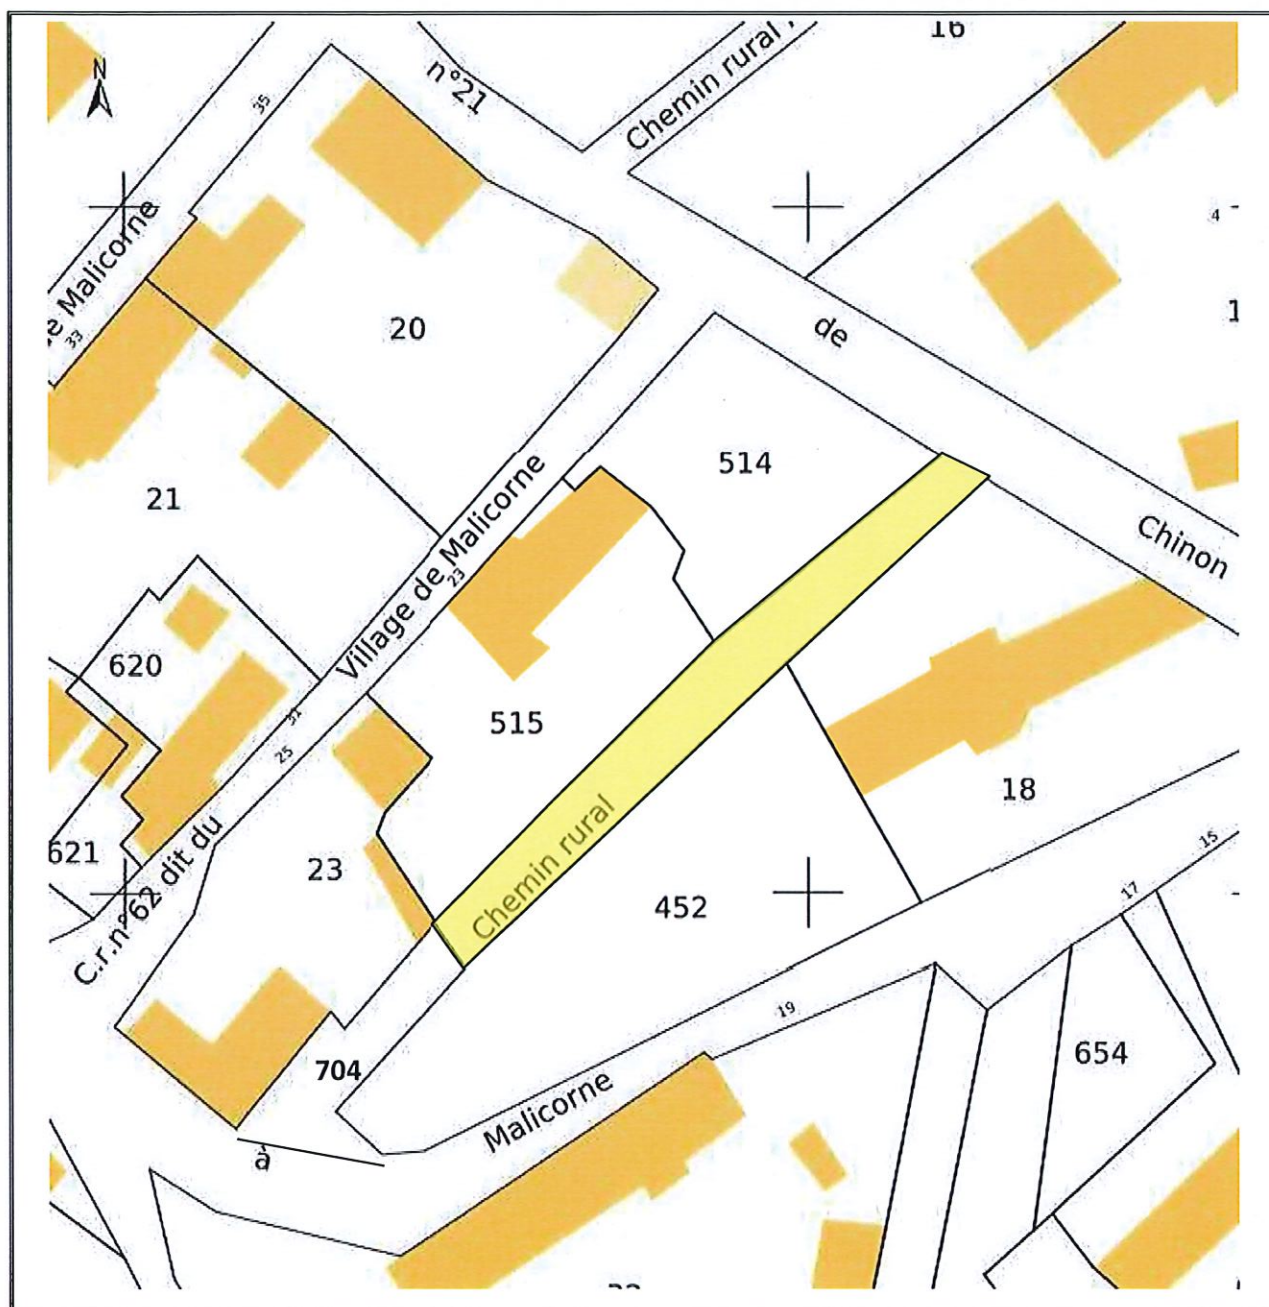 N
35
n°21
Chemin rural
16
de Malicorne
33
4
20
de
1
514
21
Chinon
Village de Malicorne
23
620
515
31
25
18
621
C.r.n°62 dit du
23
Chemin rural
452
15
17
19
654
704
Malicorne
à